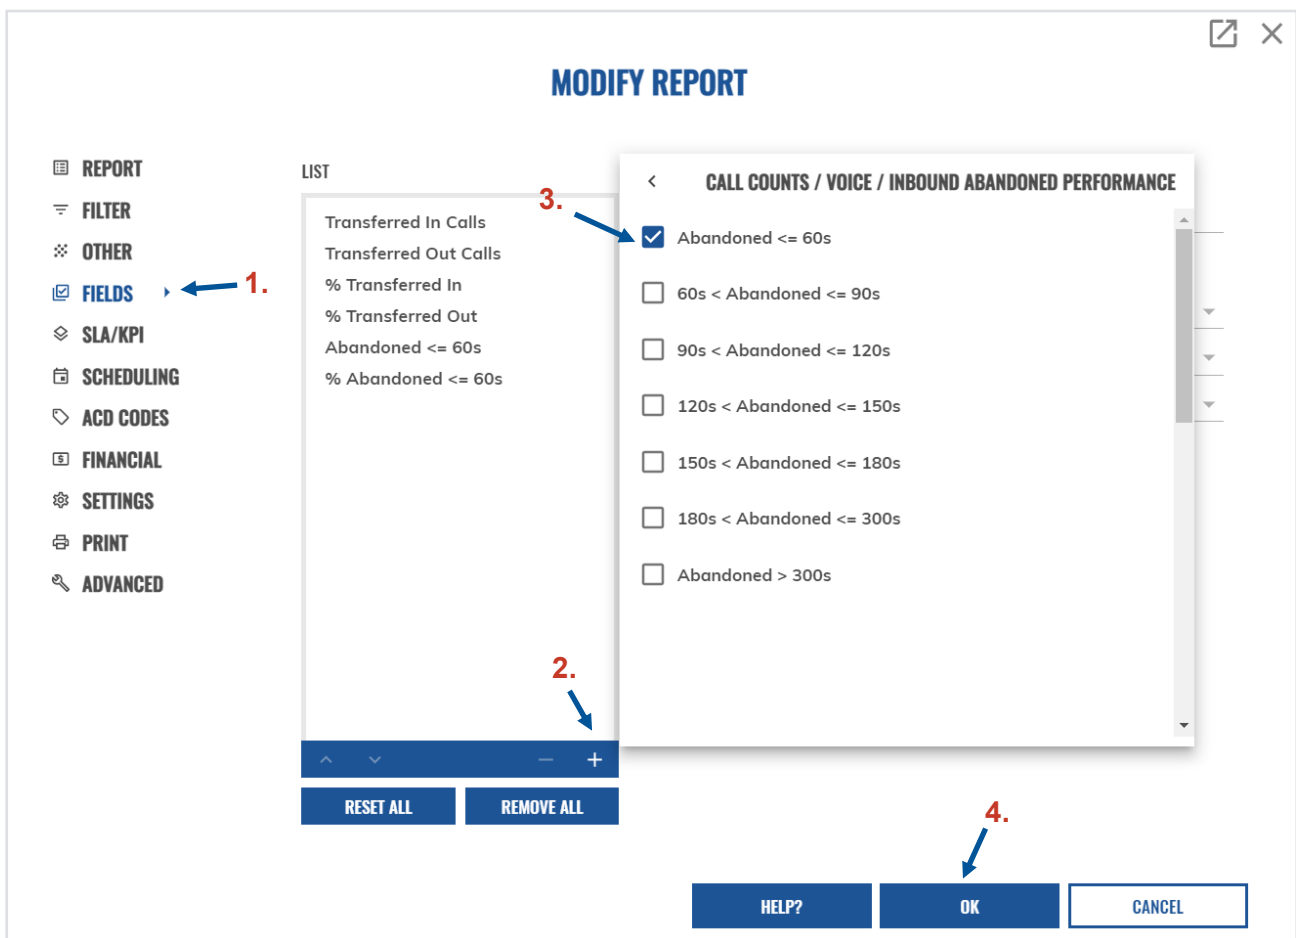 MODIFY REPORT
REPORT
FILTER
OTHER
FIELDS
1.
SLA/KPI
SCHEDULING
ACD CODES
FINANCIAL
SETTINGS
PRINT
ADVANCED
LIST
Transferred In Calls
Transferred Out Calls
% Transferred In
% Transferred Out
Abandoned <= 60s
% Abandoned <= 60s
2.
RESET ALL
REMOVE ALL
CALL COUNTS / VOICE / INBOUND ABANDONED PERFORMANCE
3.
Abandoned <= 60s
60s < Abandoned <= 90s
90s < Abandoned <= 120s
120s < Abandoned <= 150s
150s < Abandoned <= 180s
180s < Abandoned <= 300s
Abandoned > 300s
4.
HELP?
OK
CANCEL